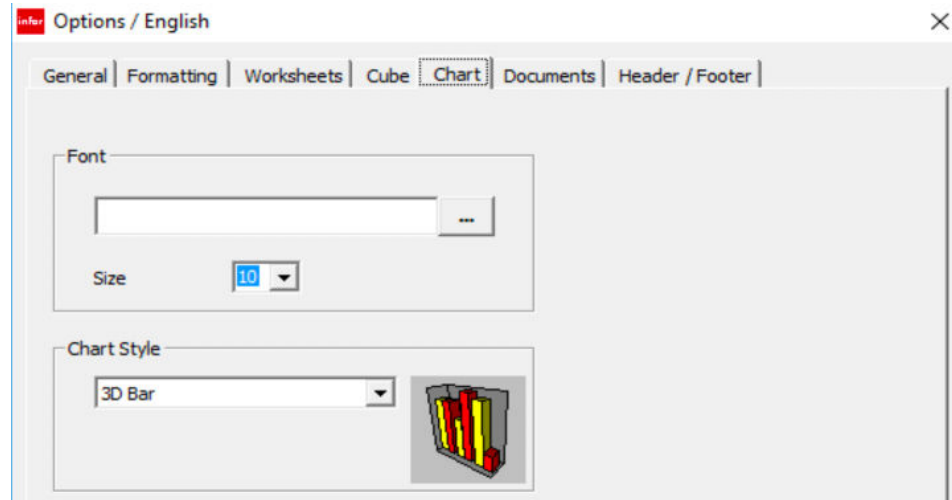 infor Options / English
General Formatting Worksheets Cube Chart Documents Header / Footer
Font
...
Size 10
Chart Style
3D Bar